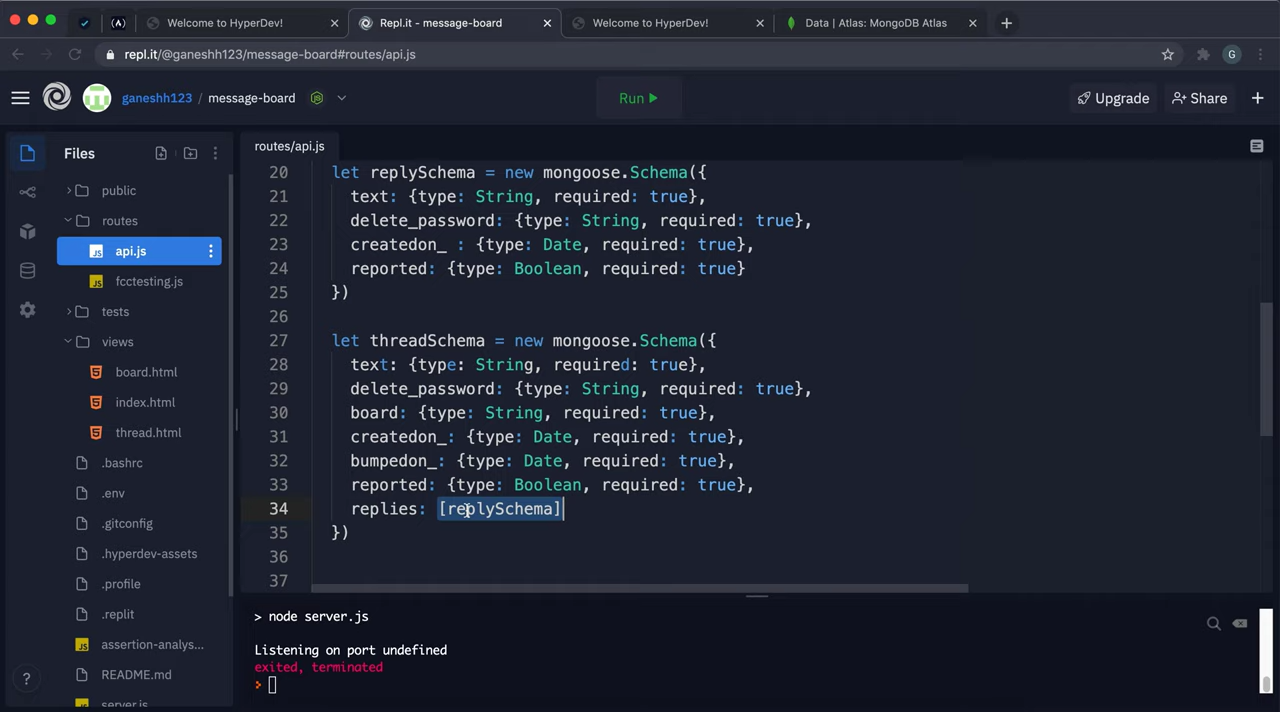 Welcome to HyperDev!
Repl.it - message-board
Welcome to HyperDev!
Data | Atlas: MongoDB Atlas
repl.it/@ganeshh123/message-board#routes/api.js
G
ganeshh123 / message-board
Run
Upgrade
Share
Files
public
routes
api.js
fcctesting.js
tests
views
board.html
index.html
thread.html
.bashrc
.env
.gitconfig
.hyperdev-assets
.profile
.replit
assertion-analys...
README.md
server.js
routes/api.js
20 let replySchema = new mongoose.Schema({
21 text: {type: String, required: true},
22 delete_password: {type: String, required: true},
23 createdon_ : {type: Date, required: true},
24 reported: {type: Boolean, required: true}
25 })
26
27 let threadSchema = new mongoose.Schema({
28 text: {type: String, required: true},
29 delete_password: {type: String, required: true},
30 board: {type: String, required: true},
31 createdon_: {type: Date, required: true},
32 bumpedon_: {type: Date, required: true},
33 reported: {type: Boolean, required: true},
34 replies: [replySchema]
35 })
36
37
> node server.js
Listening on port undefined
exited, terminated
>
?